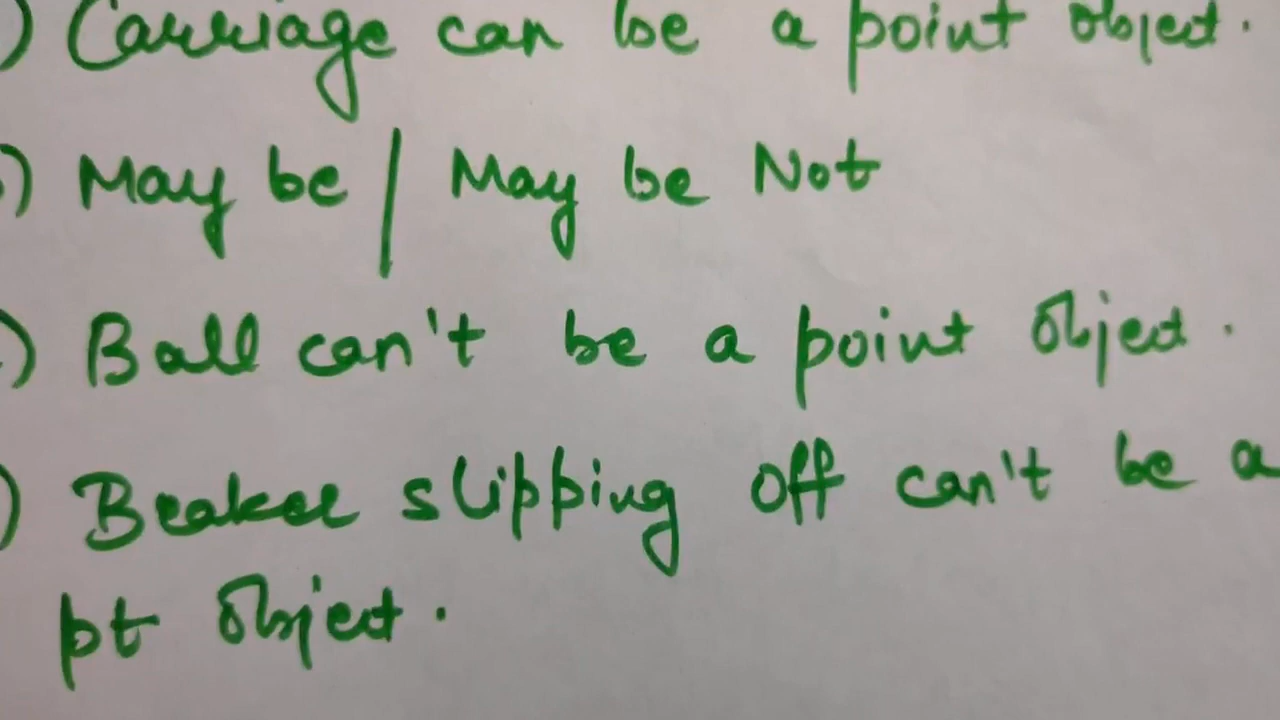 ) Carriage can be a point object.
) May be / May be Not
) Ball can't be a point object.
) Beaker slipping off can't be a
pt object.